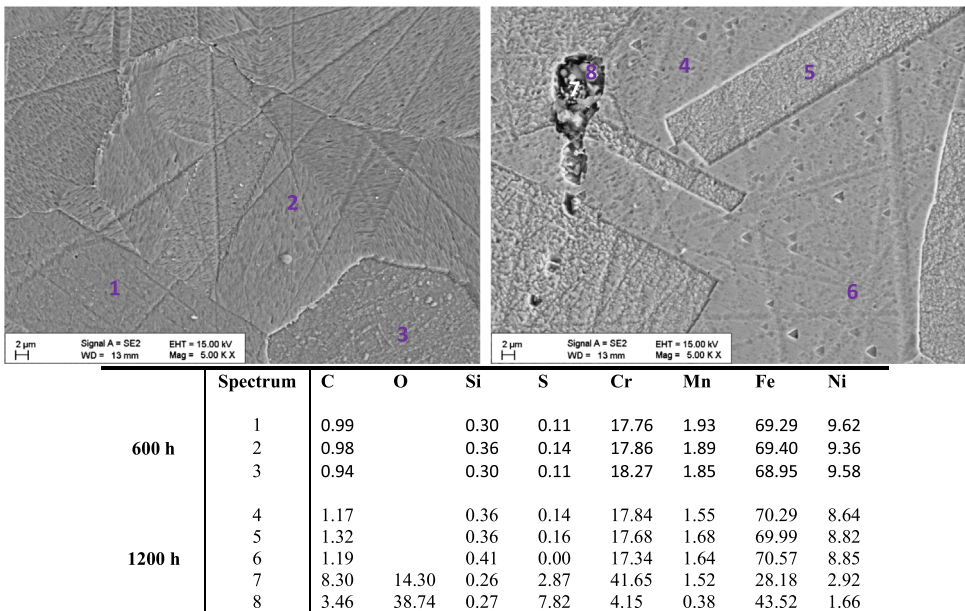 1
2
3
2 µm
Signal A = SE2
WD = 13 mm
EHT = 15.00 kV
Mag = 5.00 K X
4
5
8
7
6
2 µm
Signal A = SE2
WD = 13 mm
EHT = 15.00 kV
Mag = 5.00 K X
Spectrum C O Si S Cr Mn Fe Ni
1 0.99 0.30 0.11 17.76 1.93 69.29 9.62
600 h 2 0.98 0.36 0.14 17.86 1.89 69.40 9.36
3 0.94 0.30 0.11 18.27 1.85 68.95 9.58
4 1.17 0.36 0.14 17.84 1.55 70.29 8.64
5 1.32 0.36 0.16 17.68 1.68 69.99 8.82
1200 h 6 1.19 0.41 0.00 17.34 1.64 70.57 8.85
7 8.30 14.30 0.26 2.87 41.65 1.52 28.18 2.92
8 3.46 38.74 0.27 7.82 4.15 0.38 43.52 1.66